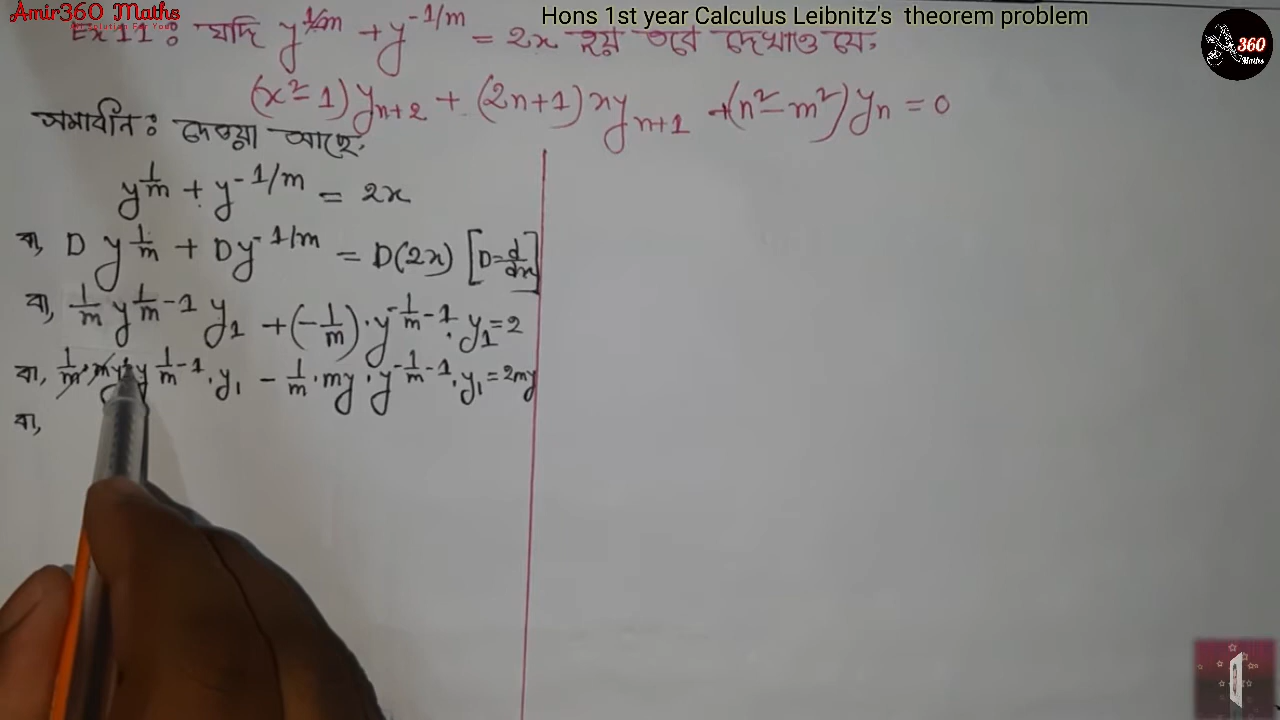 Amir360 Maths
Hons 1st year Calculus Leibnitz's theorem problem
Ex 11: যদি y^{1/m} + y^{-1/m} = 2x হয় তবে দেখাও যে,
(x²-1)y_{n+2} + (2n+1)xy_{n+1} + (n²-m²)y_n = 0
সমাধান: দেওয়া আছে,
y^{1/m} + y^{-1/m} = 2x
বা, D y^{1/m} + Dy^{-1/m} = D(2x) [D=d/dx]
বা, 1/m y^{1/m-1} y₁ + (-1/m)·y^{-1/m-1}·y₁=2
বা, 1/m·my·y^{1/m-1}·y₁ - 1/m·my·y^{-1/m-1}·y₁=2my
বা,
A 360
Maths